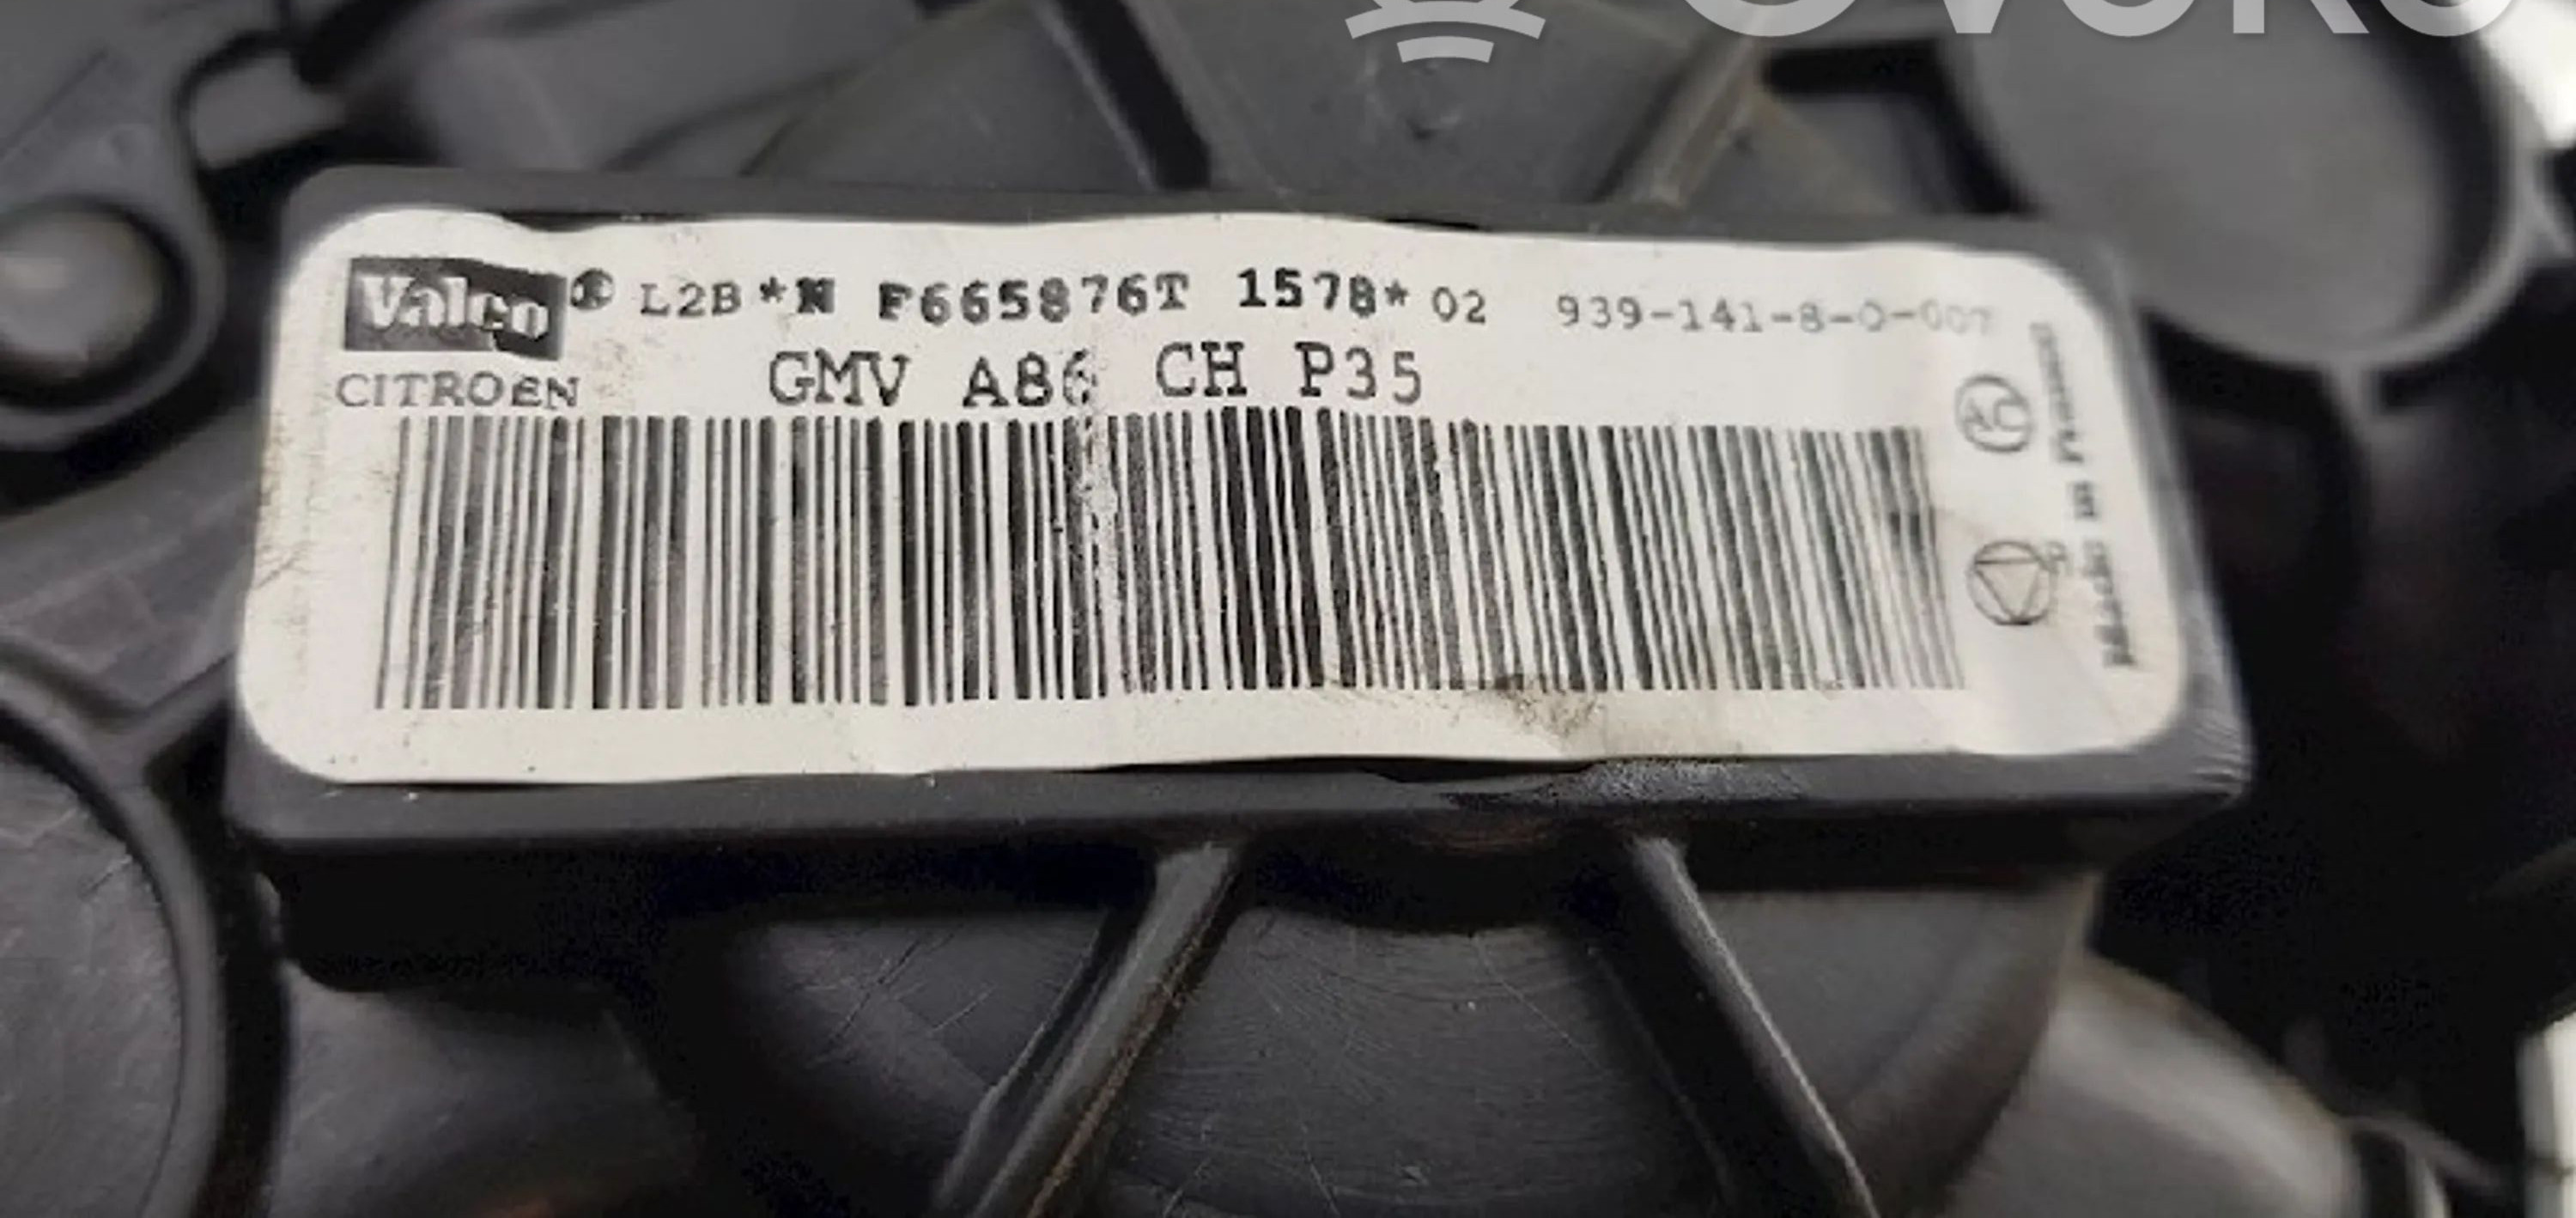 Valeo® L2B *N F665876T 1578* 02 939-141-8-0-007
CITROEN GMV A86 CH P35